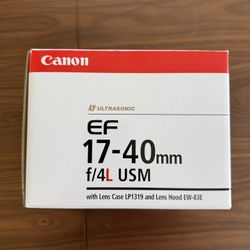 Canon
ULTRASONIC
EF
17-40mm
f/4L USM
with Lens Case LP1319 and Lens Hood EW-83E